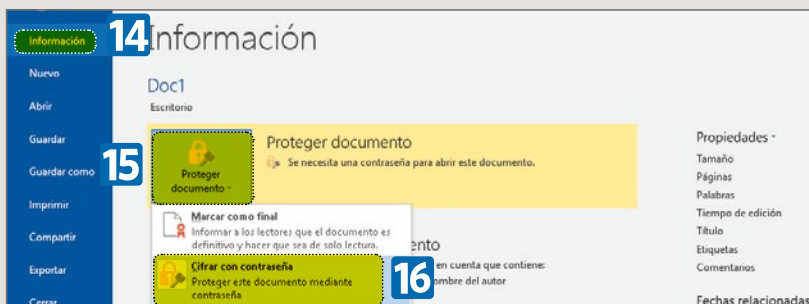 Información
14
Información
Nuevo
Abrir
Guardar
Guardar como
Imprimir
Compartir
Exportar
Cerrar
Doc1
Escritorio
15
Proteger
documento
Proteger documento
Se necesita una contraseña para abrir este documento.
Marcar como final
Informar a los lectores que el documento es
definitivo y hacer que sea de solo lectura.
Cifrar con contraseña
Proteger este documento mediante
contraseña
16
ento
en cuenta que contiene:
ombre del autor
Propiedades
Tamaño
Páginas
Palabras
Tiempo de edición
Título
Etiquetas
Comentarios
Fechas relacionadas